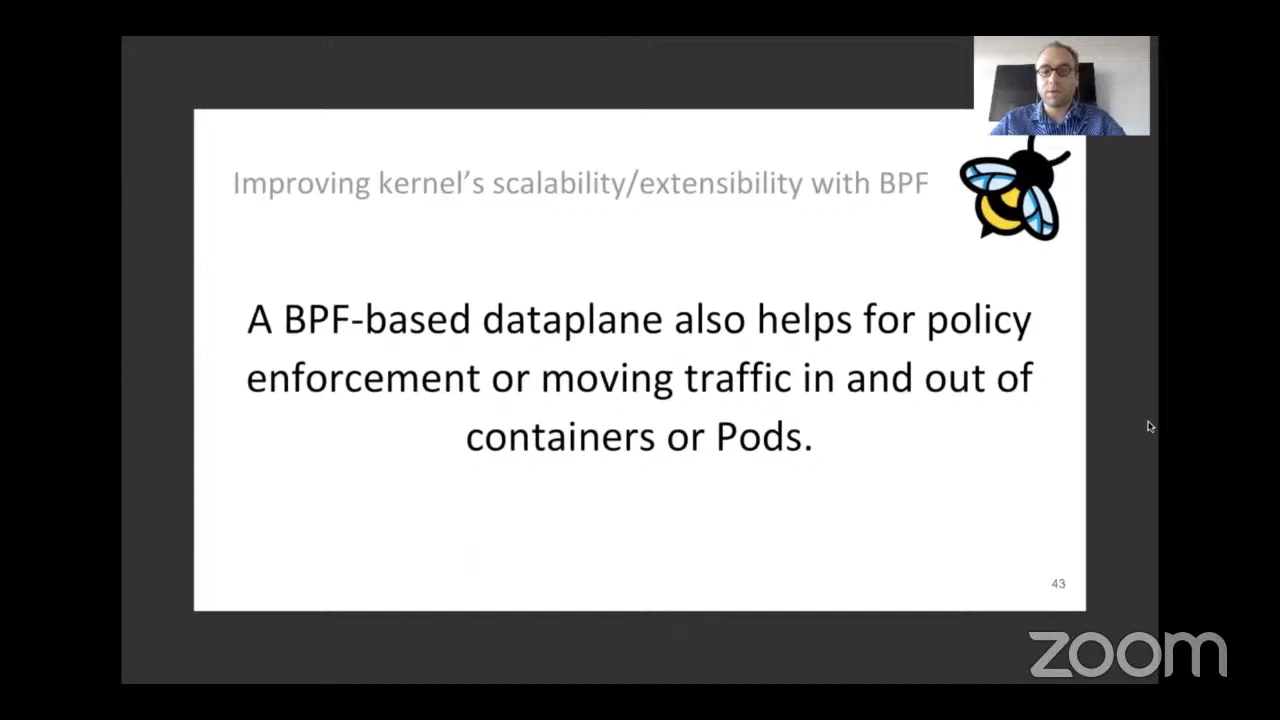 Improving kernel's scalability/extensibility with BPF
A BPF-based dataplane also helps for policy
enforcement or moving traffic in and out of
containers or Pods.
43
zoom